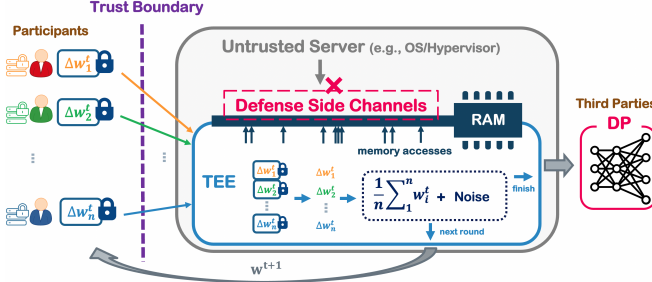 Trust Boundary
Participants
Untrusted Server (e.g., OS/Hypervisor)
Δw₁ᵗ
Δw₂ᵗ
Δwₙᵗ
Defense Side Channels
RAM
memory accesses
TEE
Δw₁ᵗ
Δw₂ᵗ
Δwₙᵗ
Δw₁ᵗ
Δw₂ᵗ
Δwₙᵗ
1/n ∑₁ⁿ wᵢᵗ + Noise
finish
next round
wᵗ⁺¹
Third Parties
DP